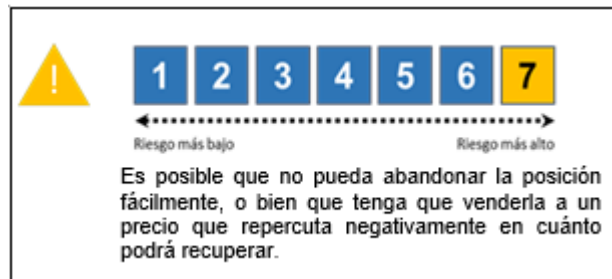 !
1 2 3 4 5 6 7
Riesgo más bajo Riesgo más alto
Es posible que no pueda abandonar la posición
fácilmente, o bien que tenga que venderla a un
precio que repercuta negativamente en cuánto
podrá recuperar.